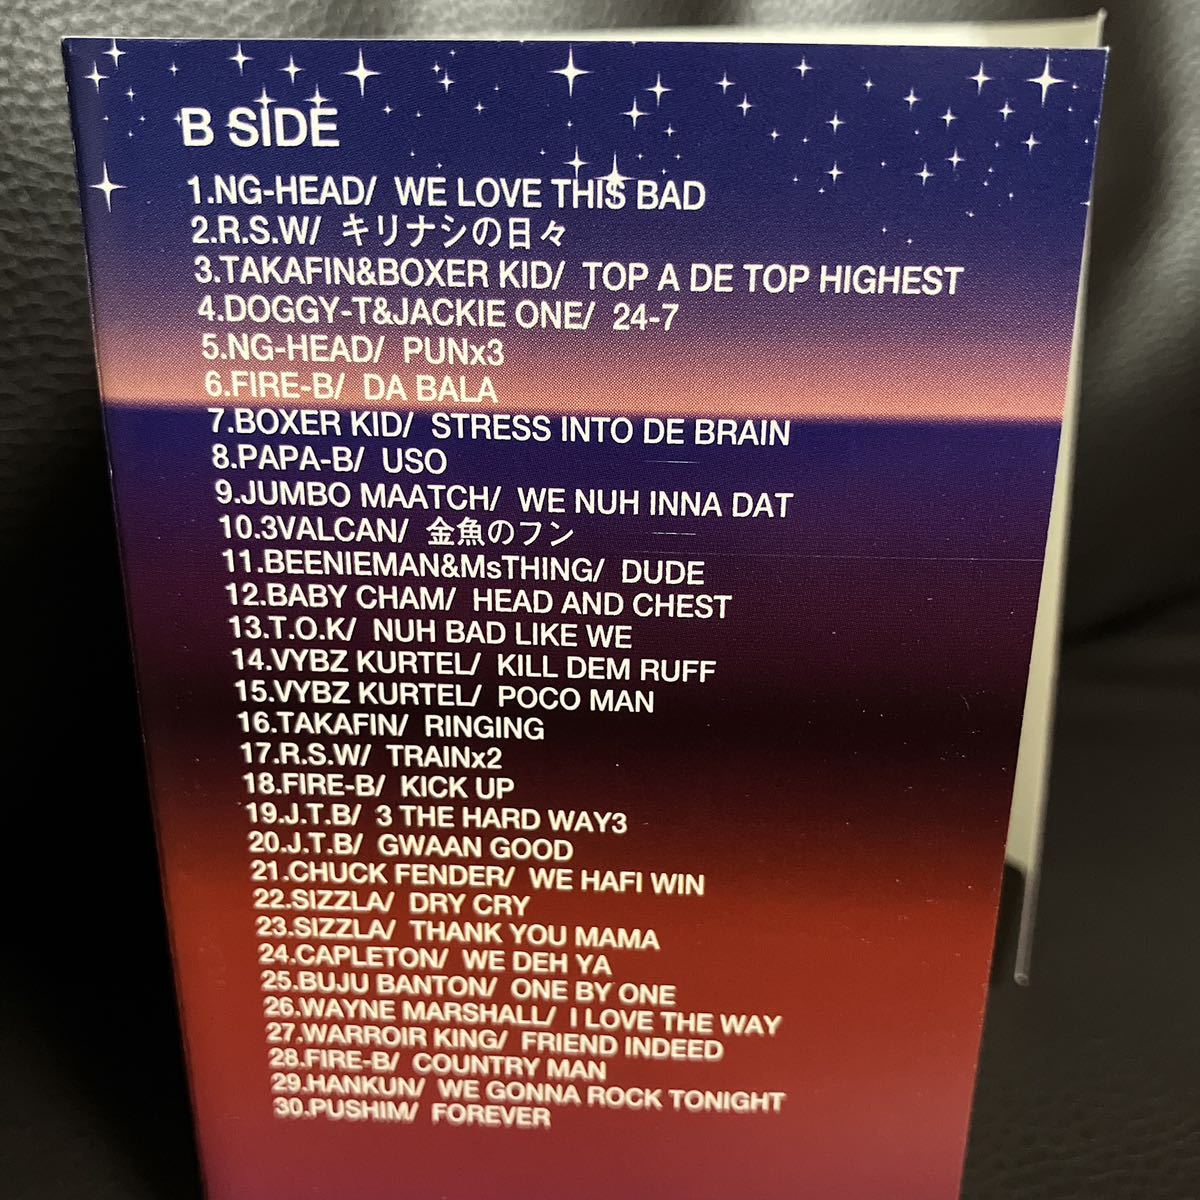 B SIDE
1.NG-HEAD/ WE LOVE THIS BAD
2.R.S.W/ キリナシの日々
3.TAKAFIN&BOXER KID/ TOP A DE TOP HIGHEST
4.DOGGY-T&JACKIE ONE/ 24-7
5.NG-HEAD/ PUNx3
6.FIRE-B/ DA BALA
7.BOXER KID/ STRESS INTO DE BRAIN
8.PAPA-B/ USO
9.JUMBO MAATCH/ WE NUH INNA DAT
10.3VALCAN/ 金魚のフン
11.BEENIEMAN&MsTHING/ DUDE
12.BABY CHAM/ HEAD AND CHEST
13.T.O.K/ NUH BAD LIKE WE
14.VYBZ KURTEL/ KILL DEM RUFF
15.VYBZ KURTEL/ POCO MAN
16.TAKAFIN/ RINGING
17.R.S.W/ TRAINx2
18.FIRE-B/ KICK UP
19.J.T.B/ 3 THE HARD WAY3
20.J.T.B/ GWAAN GOOD
21.CHUCK FENDER/ WE HAFI WIN
22.SIZZLA/ DRY CRY
23.SIZZLA/ THANK YOU MAMA
24.CAPLETON/ WE DEH YA
25.BUJU BANTON/ ONE BY ONE
26.WAYNE MARSHALL/ I LOVE THE WAY
27.WARROIR KING/ FRIEND INDEED
28.FIRE-B/ COUNTRY MAN
29.HANKUN/ WE GONNA ROCK TONIGHT
30.PUSHIM/ FOREVER